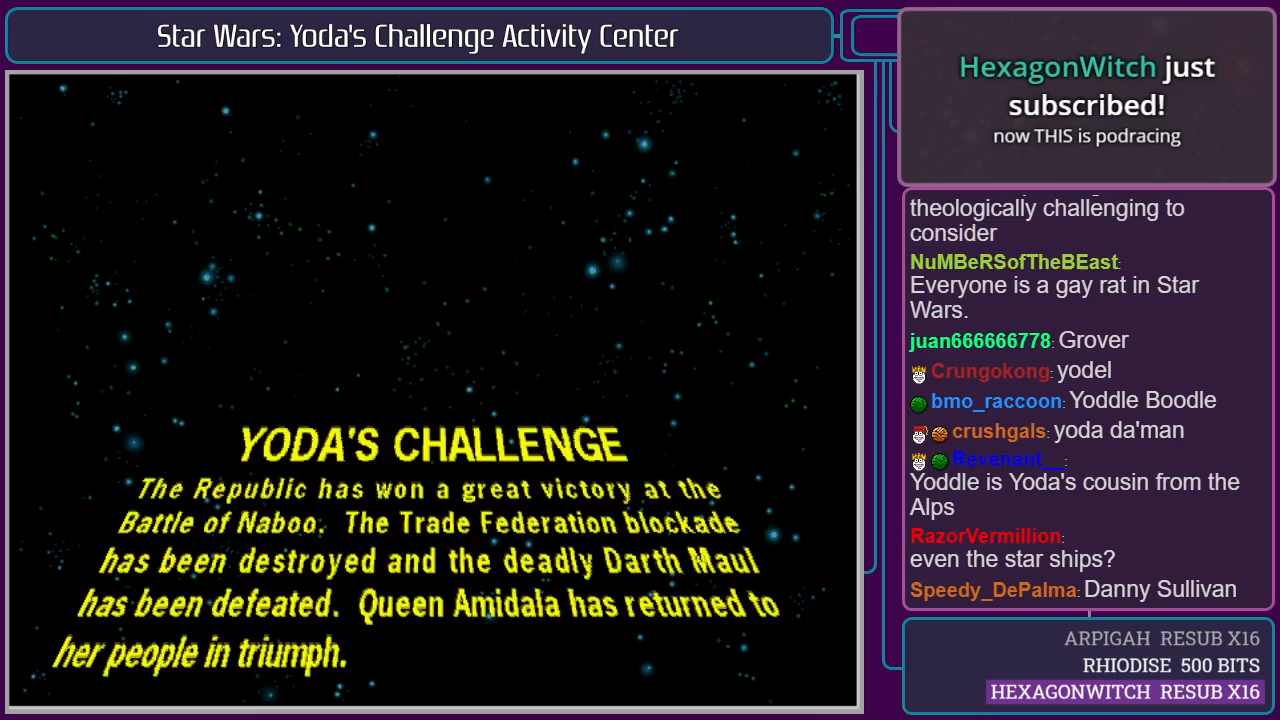 Star Wars: Yoda's Challenge Activity Center
YODA'S CHALLENGE
The Republic has won a great victory at the
Battle of Naboo. The Trade Federation blockade
has been destroyed and the deadly Darth Maul
has been defeated. Queen Amidala has returned to
her people in triumph.
HexagonWitch just
subscribed!
now THIS is podracing
theologically challenging to
consider
NuMBeRSofTheBEast:
Everyone is a gay rat in Star
Wars.
juan666666778: Grover
Crungokong: yodel
bmo_raccoon: Yoddle Boodle
crushgals: yoda da'man
Revenant__:
Yoddle is Yoda's cousin from the
Alps
RazorVermillion:
even the star ships?
Speedy_DePalma: Danny Sullivan
ARPIGAH RESUB X16
RHIODISE 500 BITS
HEXAGONWITCH RESUB X16